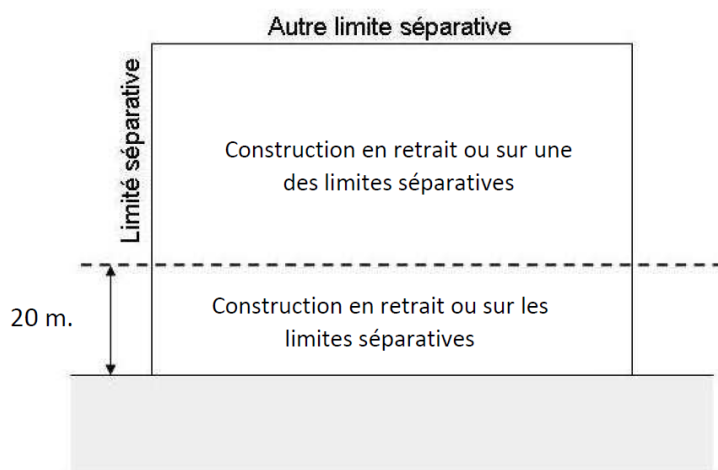 Autre limite séparative
Limité séparative
Construction en retrait ou sur une
des limites séparatives
20 m.
Construction en retrait ou sur les
limites séparatives